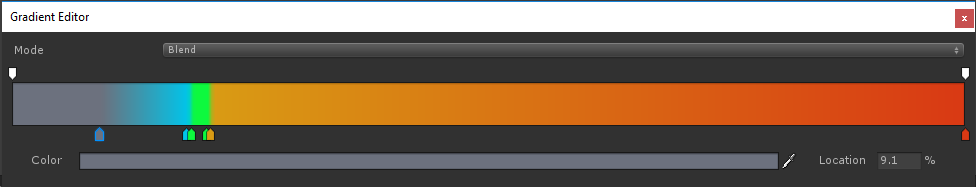 Gradient Editor x
Mode Blend
Color Location 9.1 %